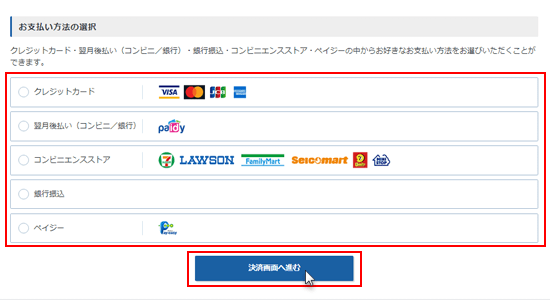 お支払い方法の選択
クレジットカード・翌月後払い（コンビニ／銀行）・銀行振込・コンビニエンスストア・ペイジーの中からお好きなお支払い方法をお選びいただくことが
できます。
クレジットカード VISA JCB
翌月後払い（コンビニ／銀行） paidy
コンビニエンスストア 7 LAWSON FamilyMart Seicomart
銀行振込
ペイジー Pay-easy
決済画面へ進む